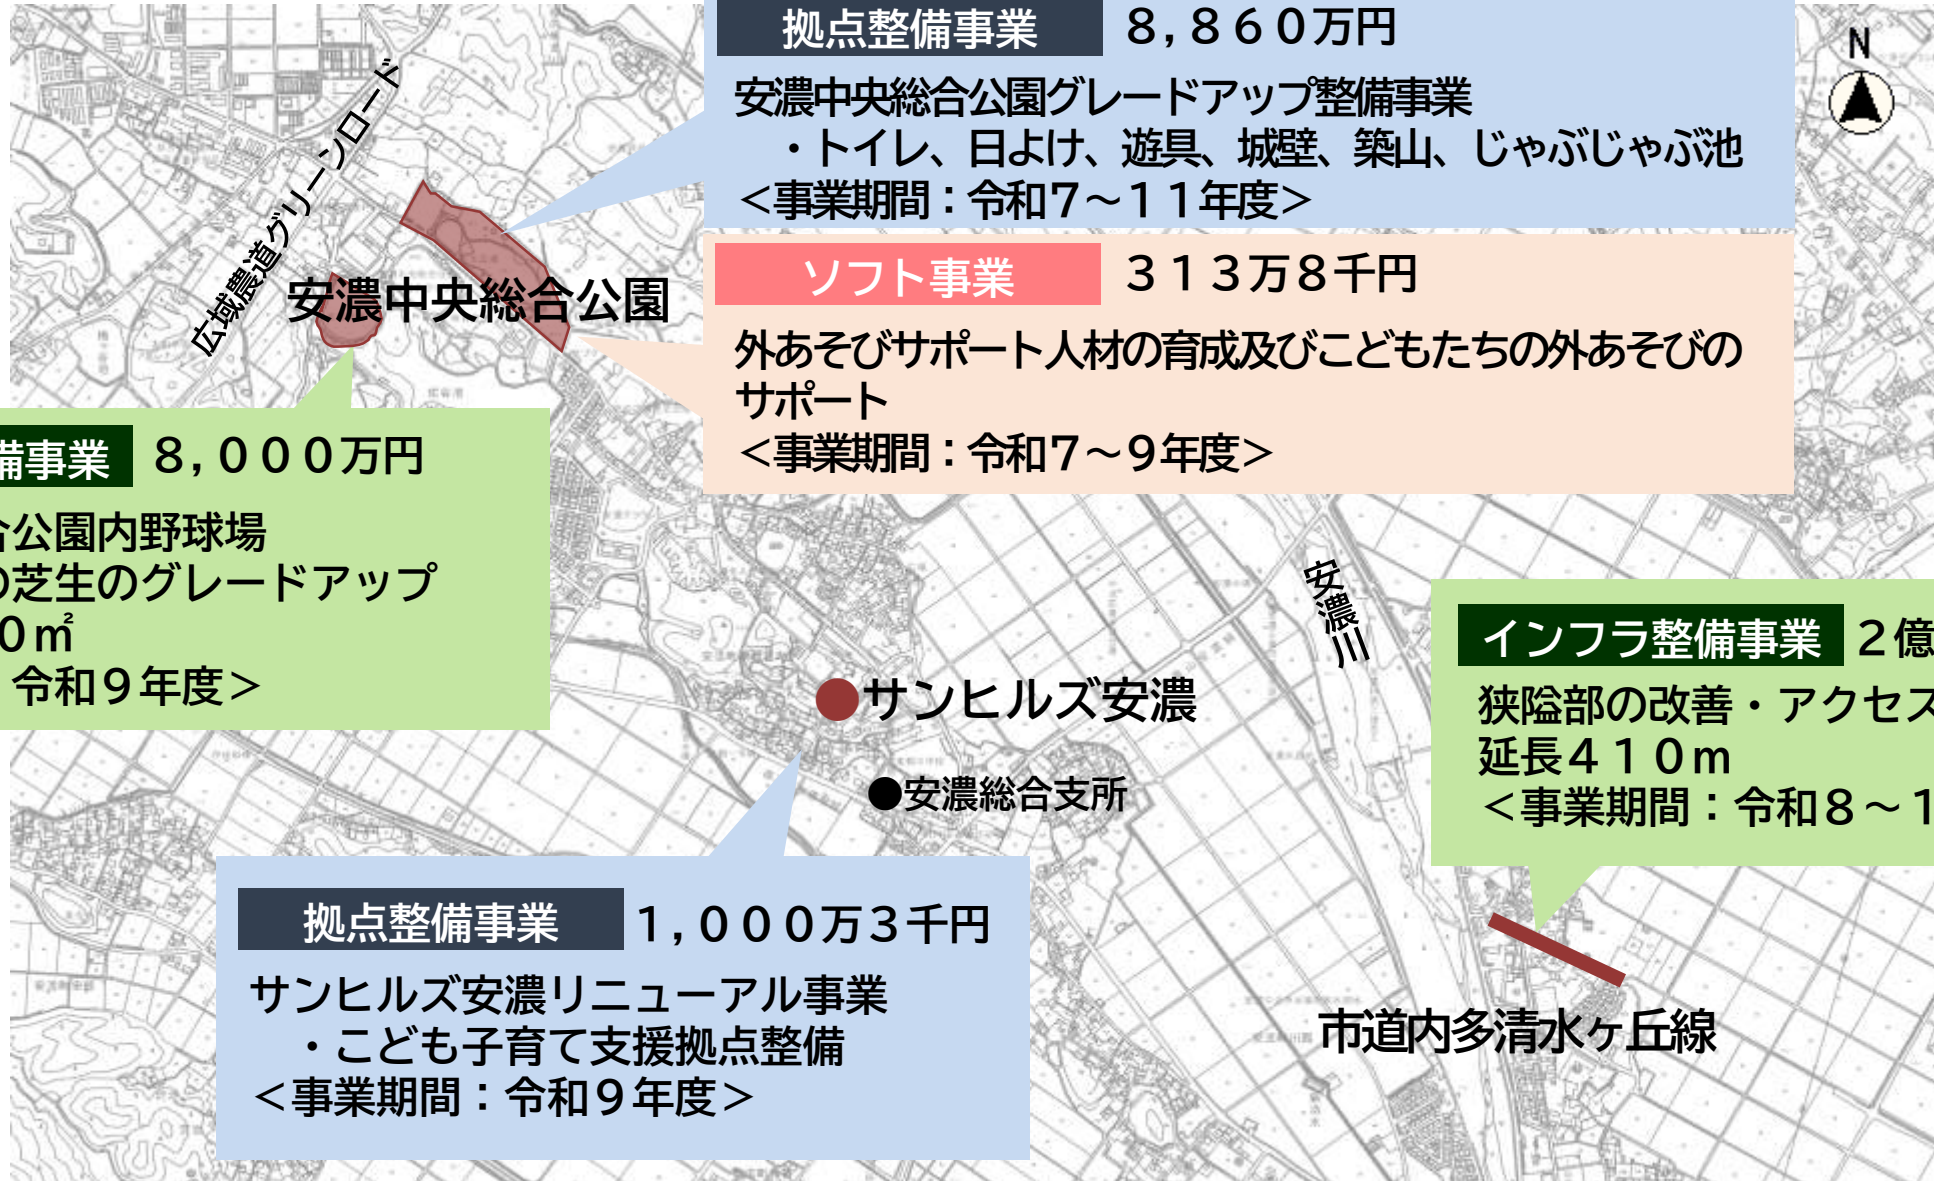 拠点整備事業 ８，８６０万円
安濃中央総合公園グレードアップ整備事業
・トイレ、日よけ、遊具、城壁、築山、じゃぶじゃぶ池
＜事業期間：令和７～１１年度＞
N
ソフト事業 ３１３万８千円
外あそびサポート人材の育成及びこどもたちの外あそびの
サポート
＜事業期間：令和７～９年度＞
広域農道グリーンロード
安濃中央総合公園
備事業 ８，０００万円
合公園内野球場
の芝生のグレードアップ
０㎡
令和９年度＞
安濃川
インフラ整備事業 ２億
狭隘部の改善・アクセス
延長４１０ｍ
＜事業期間：令和８～１
●サンヒルズ安濃
●安濃総合支所
拠点整備事業 １，０００万３千円
サンヒルズ安濃リニューアル事業
・こども子育て支援拠点整備
＜事業期間：令和９年度＞
市道内多清水ヶ丘線